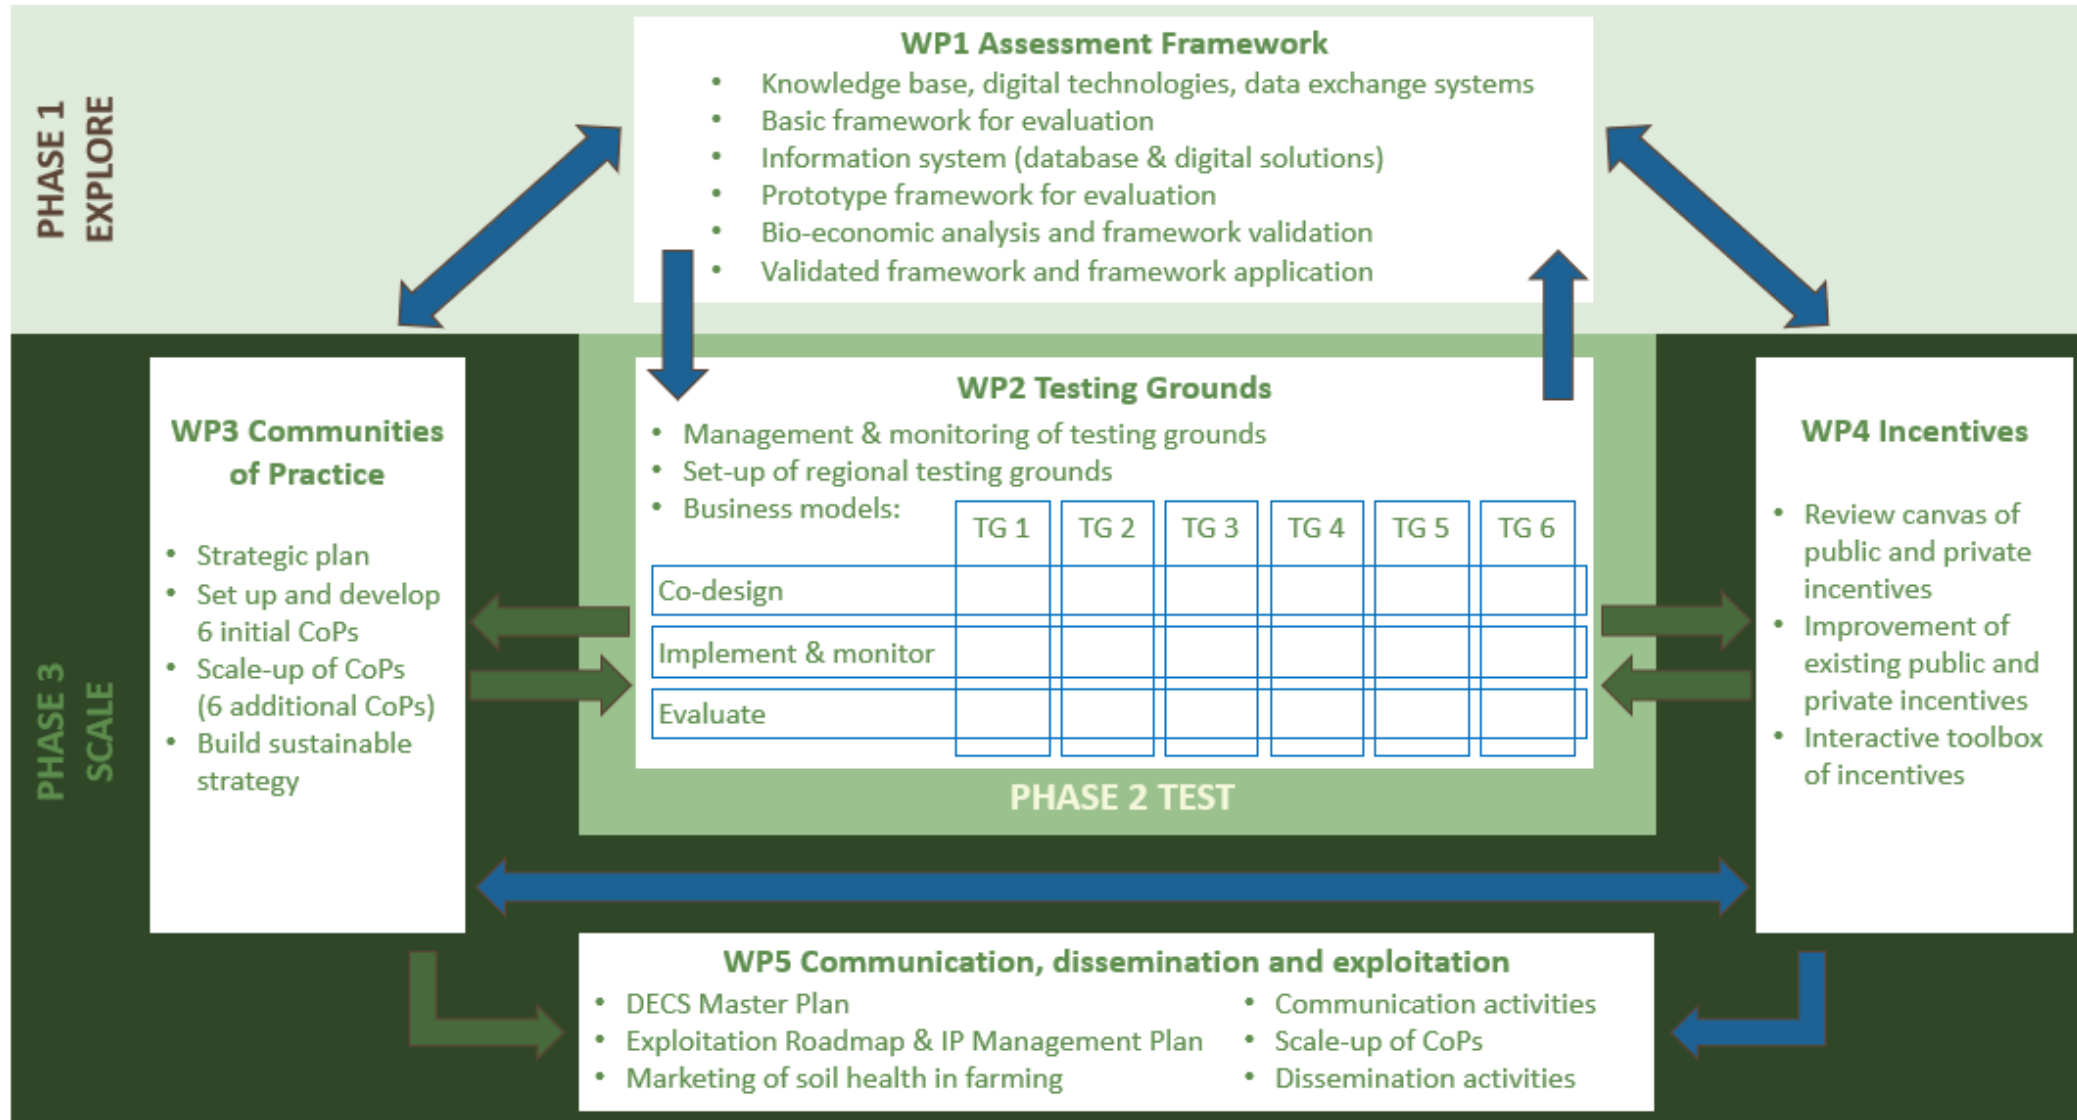 PHASE 1
EXPLORE
WP1 Assessment Framework
• Knowledge base, digital technologies, data exchange systems
• Basic framework for evaluation
• Information system (database & digital solutions)
• Prototype framework for evaluation
• Bio-economic analysis and framework validation
• Validated framework and framework application
PHASE 3
SCALE
WP3 Communities
of Practice
• Strategic plan
• Set up and develop
6 initial CoPs
• Scale-up of CoPs
(6 additional CoPs)
• Build sustainable
strategy
WP2 Testing Grounds
• Management & monitoring of testing grounds
• Set-up of regional testing grounds
• Business models:
TG 1 TG 2 TG 3 TG 4 TG 5 TG 6
Co-design
Implement & monitor
Evaluate
PHASE 2 TEST
WP4 Incentives
• Review canvas of
public and private
incentives
• Improvement of
existing public and
private incentives
• Interactive toolbox
of incentives
WP5 Communication, dissemination and exploitation
• DECS Master Plan
• Exploitation Roadmap & IP Management Plan
• Marketing of soil health in farming
• Communication activities
• Scale-up of CoPs
• Dissemination activities